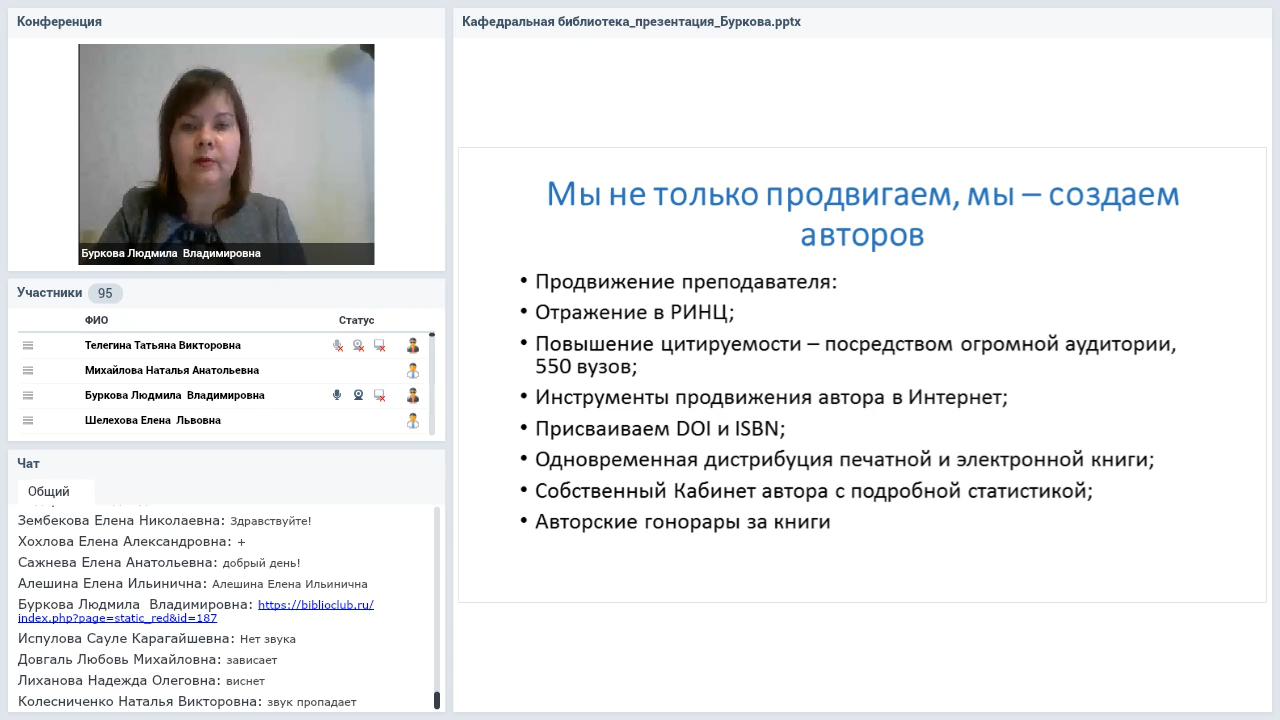 Конференция
Буркова Людмила  Владимировна
Участники 95
ФИО Статус
Телегина Татьяна Викторовна
Михайлова Наталья Анатольевна
Буркова Людмила  Владимировна
Шелехова Елена  Львовна
Чат
Общий
Зембекова Елена Николаевна: Здравствуйте!
Хохлова Елена Александровна: +
Сажнева Елена Анатольевна: добрый день!
Алешина Елена Ильинична: Алешина Елена Ильинична
Буркова Людмила  Владимировна: https://biblioclub.ru/
index.php?page=static_red&id=187
Испулова Сауле Карагайшевна: Нет звука
Довгаль Любовь Михайловна: зависает
Лиханова Надежда Олеговна: виснет
Колесниченко Наталья Викторовна: звук пропадает
Кафедральная библиотека_презентация_Буркова.pptx
Мы не только продвигаем, мы – создаем
авторов
• Продвижение преподавателя:
• Отражение в РИНЦ;
• Повышение цитируемости – посредством огромной аудитории,
550 вузов;
• Инструменты продвижения автора в Интернет;
• Присваиваем DOI и ISBN;
• Одновременная дистрибуция печатной и электронной книги;
• Собственный Кабинет автора с подробной статистикой;
• Авторские гонорары за книги